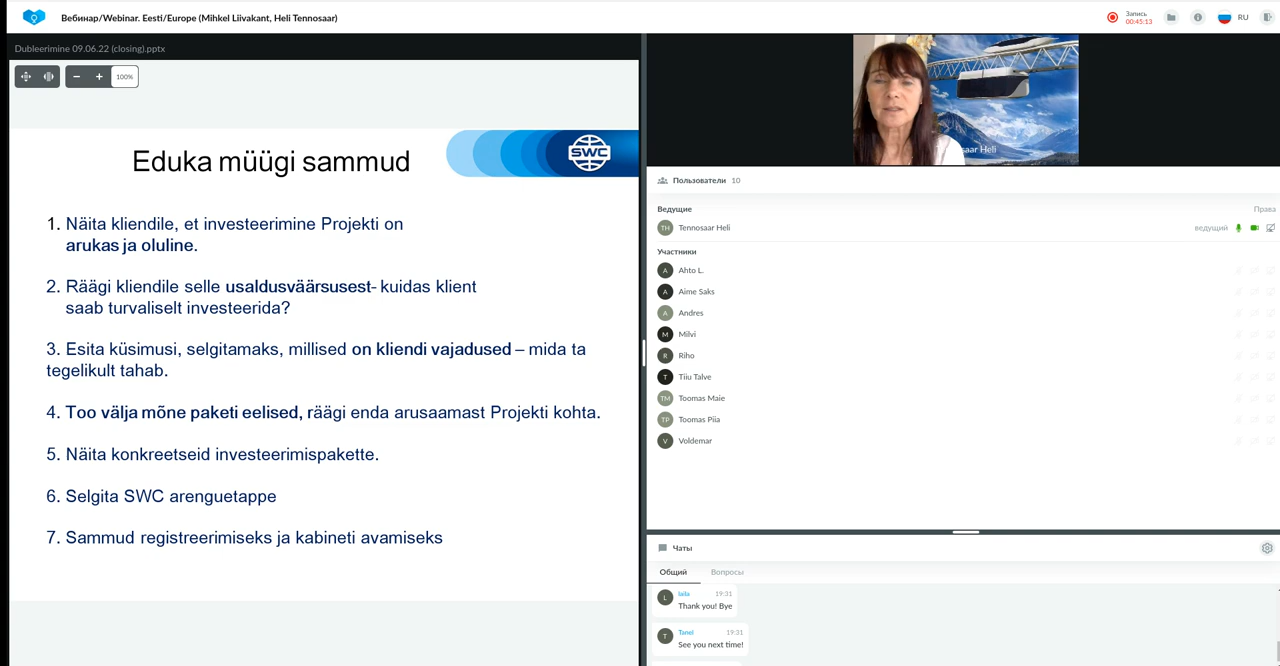 Вебинар/Webinar. Eesti/Europe (Mihkel Liivakant, Heli Tennosaar)
Запись
00:45:13
RU
Dubleerimine 09.06.22 (closing).pptx
100%
Eduka müügi sammud
SWC
1. Näita kliendile, et investeerimine Projekti on
arukas ja oluline.
2. Räägi kliendile selle usaldusväärsusest- kuidas klient
saab turvaliselt investeerida?
3. Esita küsimusi, selgitamaks, millised on kliendi vajadused – mida ta
tegelikult tahab.
4. Too välja mõne paketi eelised, räägi enda arusaamast Projekti kohta.
5. Näita konkreetseid investeerimispakette.
6. Selgita SWC arenguetappe
7. Sammud registreerimiseks ja kabineti avamiseks
Heli
Пользователи 10
Ведущие Права
TH Tennosaar Heli ведущий
Участники
A Ahto L.
A Aime Saks
A Andres
M Milvi
R Riho
T Tiiu Talve
TM Toomas Maie
TP Toomas Piia
V Voldemar
Чаты
Общий Вопросы
L laila 19:31
Thank you! Bye
T Tanel 19:31
See you next time!